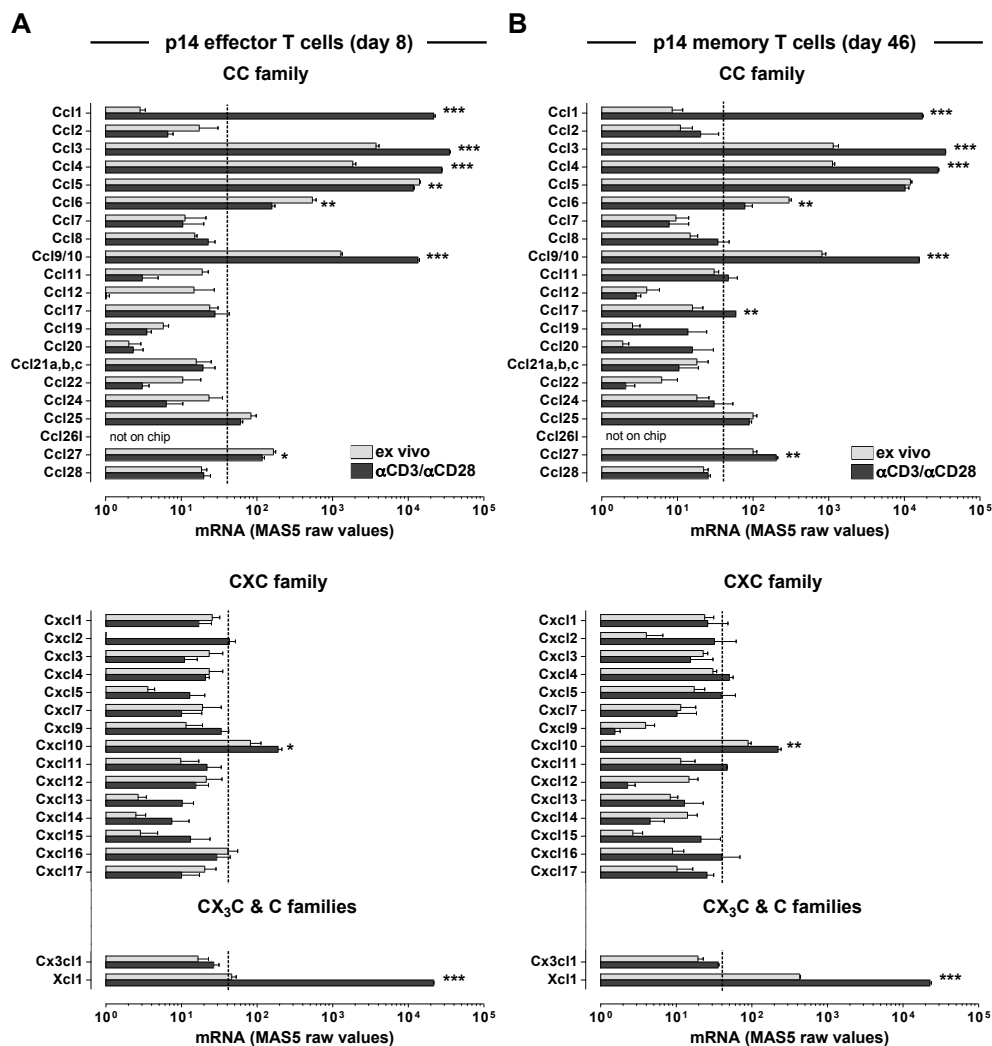 A
p14 effector T cells (day 8)
CC family
Ccl1 ***
Ccl2
Ccl3 ***
Ccl4 ***
Ccl5 **
Ccl6 **
Ccl7
Ccl8
Ccl9/10 ***
Ccl11
Ccl12
Ccl17
Ccl19
Ccl20
Ccl21a,b,c
Ccl22
Ccl24
Ccl25
Ccl26l not on chip
Ccl27 *
Ccl28
ex vivo
αCD3/αCD28
10⁰ 10¹ 10² 10³ 10⁴ 10⁵
mRNA (MAS5 raw values)
CXC family
Cxcl1
Cxcl2
Cxcl3
Cxcl4
Cxcl5
Cxcl7
Cxcl9
Cxcl10 *
Cxcl11
Cxcl12
Cxcl13
Cxcl14
Cxcl15
Cxcl16
Cxcl17
CX₃C & C families
Cx3cl1
Xcl1 ***
10⁰ 10¹ 10² 10³ 10⁴ 10⁵
mRNA (MAS5 raw values)
B
p14 memory T cells (day 46)
CC family
Ccl1 ***
Ccl2
Ccl3 ***
Ccl4 ***
Ccl5
Ccl6 **
Ccl7
Ccl8
Ccl9/10 ***
Ccl11
Ccl12
Ccl17 **
Ccl19
Ccl20
Ccl21a,b,c
Ccl22
Ccl24
Ccl25
Ccl26l not on chip
Ccl27 **
Ccl28
ex vivo
αCD3/αCD28
10⁰ 10¹ 10² 10³ 10⁴ 10⁵
mRNA (MAS5 raw values)
CXC family
Cxcl1
Cxcl2
Cxcl3
Cxcl4
Cxcl5
Cxcl7
Cxcl9
Cxcl10 **
Cxcl11
Cxcl12
Cxcl13
Cxcl14
Cxcl15
Cxcl16
Cxcl17
CX₃C & C families
Cx3cl1
Xcl1 ***
10⁰ 10¹ 10² 10³ 10⁴ 10⁵
mRNA (MAS5 raw values)